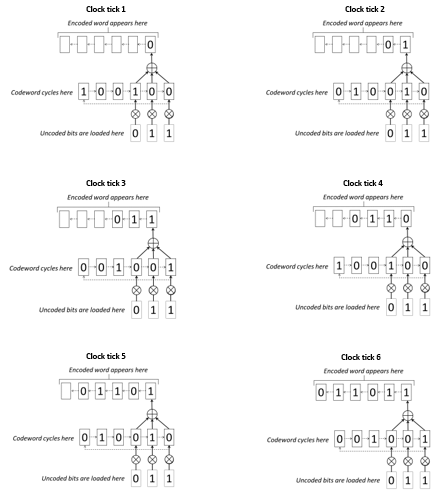 Clock tick 1
Encoded word appears here
0
Codeword cycles here 1 0 0 1 0 0
Uncoded bits are loaded here 0 1 1
Clock tick 2
Encoded word appears here
0 1
Codeword cycles here 0 1 0 0 1 0
Uncoded bits are loaded here 0 1 1
Clock tick 3
Encoded word appears here
0 1 1
Codeword cycles here 0 0 1 0 0 1
Uncoded bits are loaded here 0 1 1
Clock tick 4
Encoded word appears here
0 1 1 0
Codeword cycles here 1 0 0 1 0 0
Uncoded bits are loaded here 0 1 1
Clock tick 5
Encoded word appears here
0 1 1 0 1
Codeword cycles here 0 1 0 0 1 0
Uncoded bits are loaded here 0 1 1
Clock tick 6
Encoded word appears here
0 1 1 0 1 1
Codeword cycles here 0 0 1 0 0 1
Uncoded bits are loaded here 0 1 1